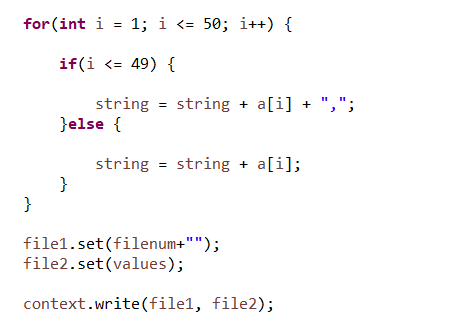 for(int i = 1; i <= 50; i++) {
if(i <= 49) {
string = string + a[i] + ",";
}else {
string = string + a[i];
}
}
file1.set(filenum+"");
file2.set(values);
context.write(file1, file2);